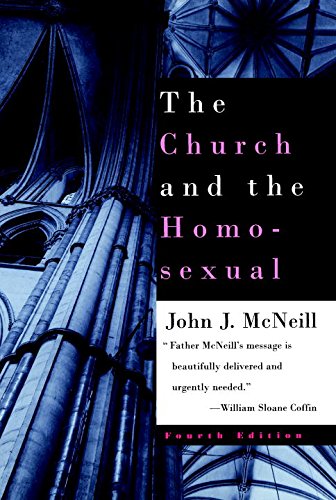 The
Church
and the
Homo-
sexual
John J. McNeill
"Father McNeill's message is
beautifully delivered and
urgently needed."
—William Sloane Coffin
Fourth Edition